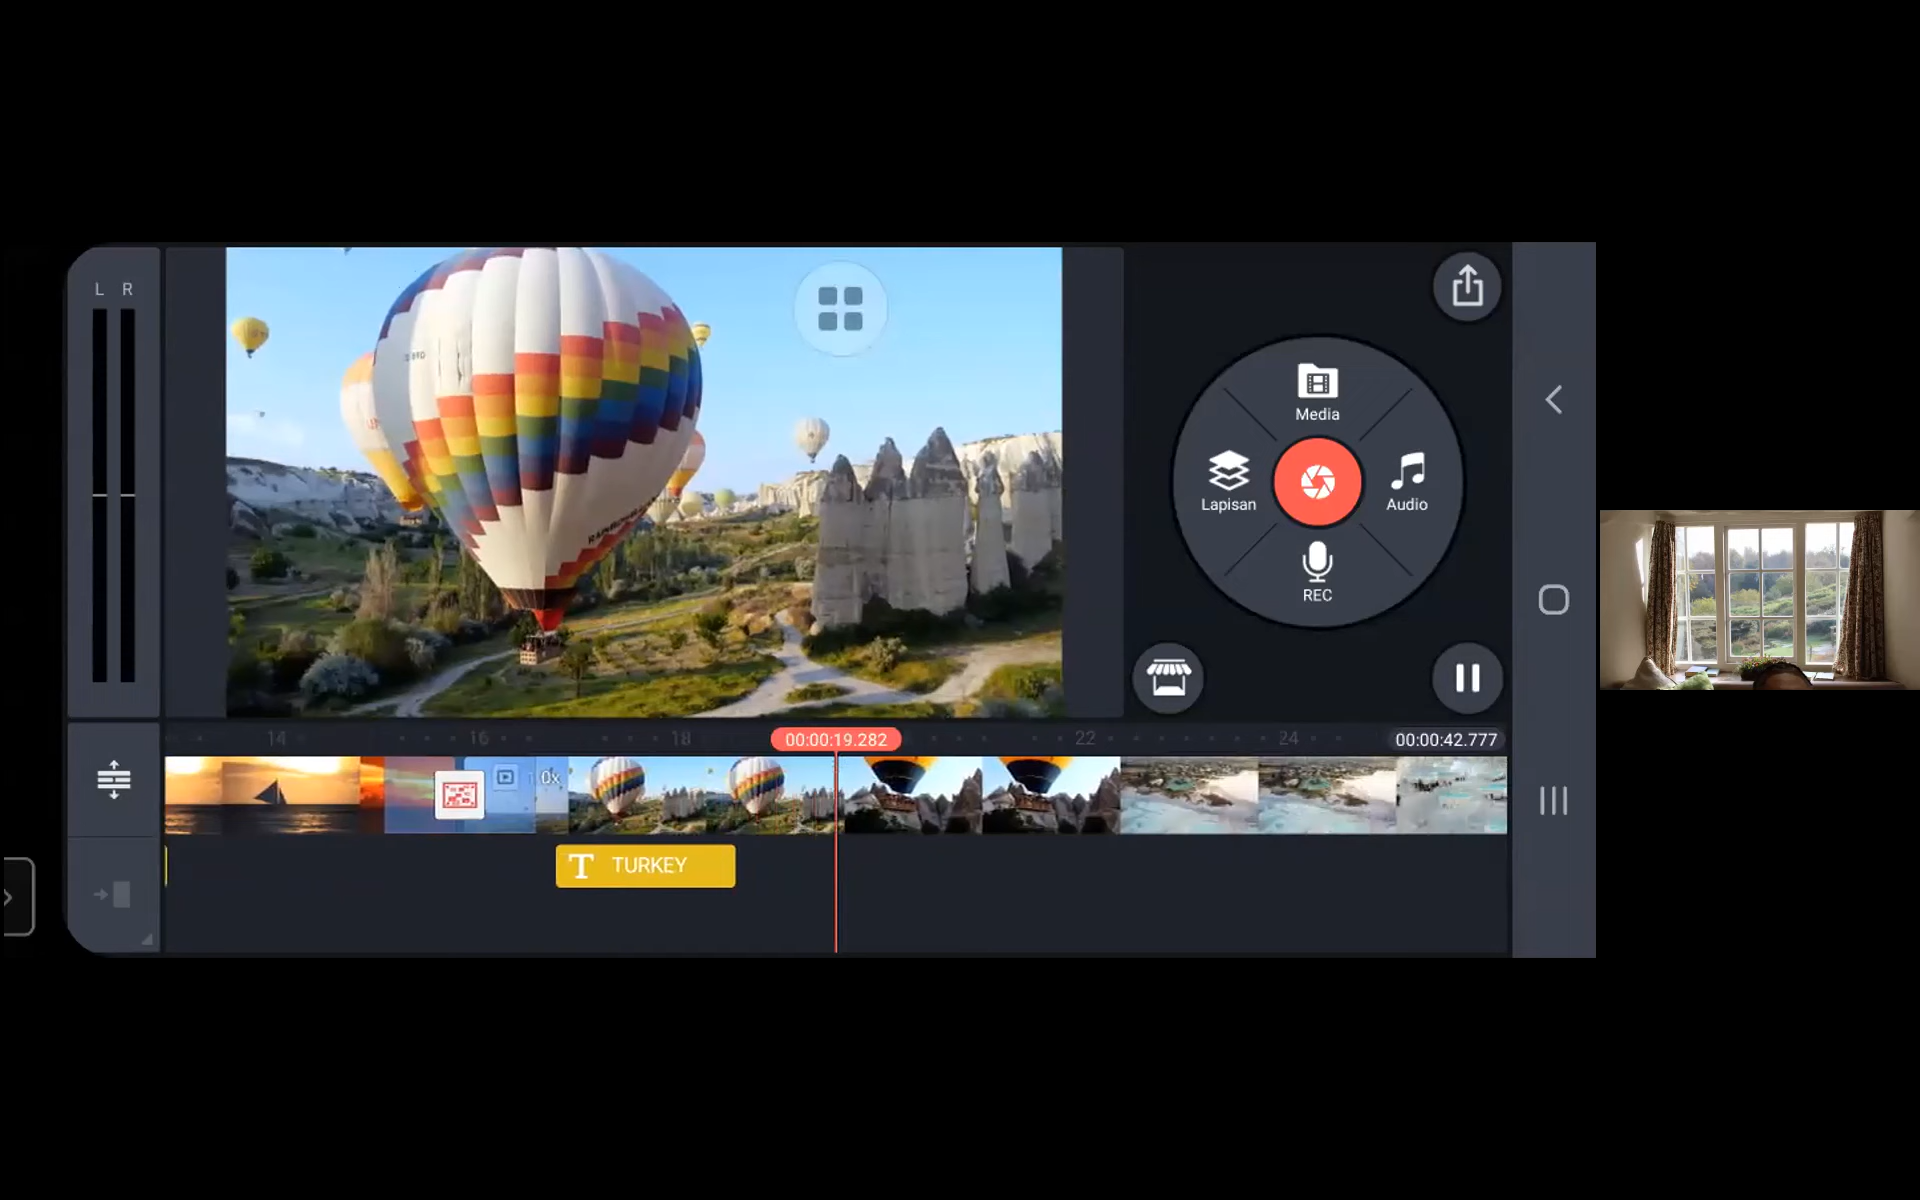 L R
Media
Lapisan
Audio
REC
14
16
18
00:00:19.282
22
24
00:00:42.777
1.0x
T TURKEY